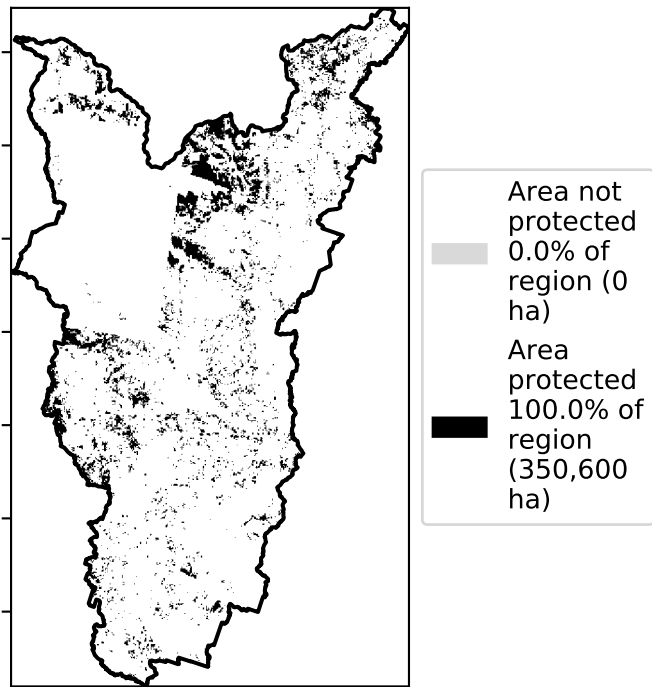 Area not
protected
0.0% of
region (0
ha)
Area
protected
100.0% of
region
(350,600
ha)